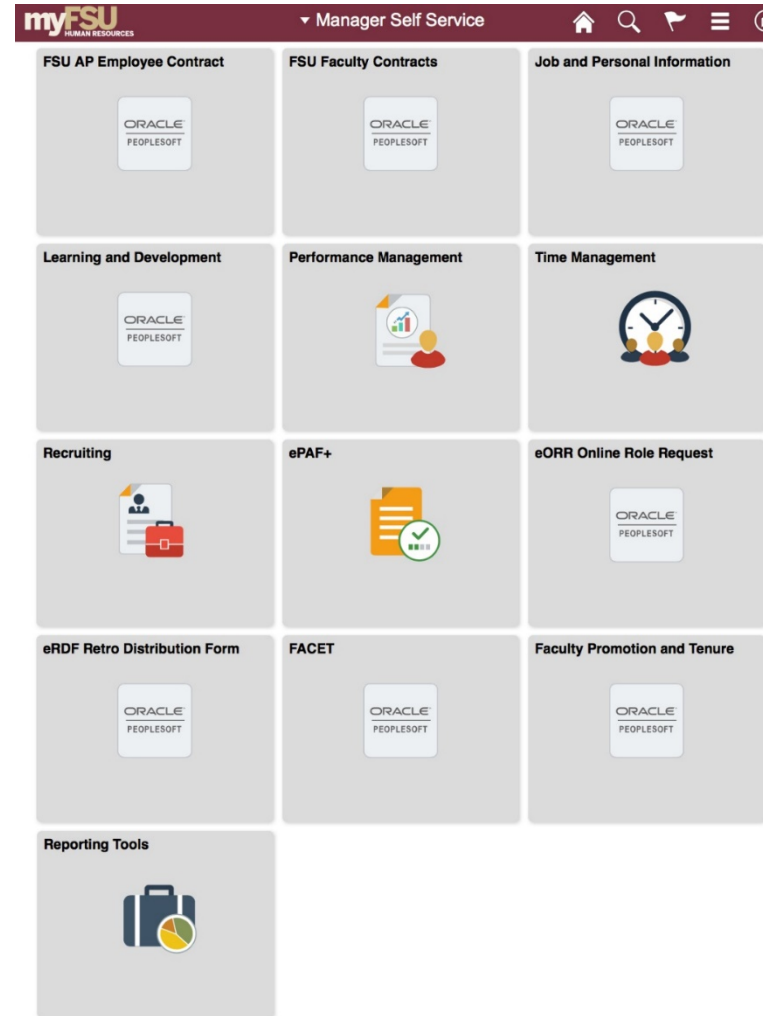 myFSU
HUMAN RESOURCES
Manager Self Service
FSU AP Employee Contract
FSU Faculty Contracts
Job and Personal Information
ORACLE
PEOPLESOFT
ORACLE
PEOPLESOFT
ORACLE
PEOPLESOFT
Learning and Development
Performance Management
Time Management
ORACLE
PEOPLESOFT
Recruiting
ePAF+
eORR Online Role Request
ORACLE
PEOPLESOFT
eRDF Retro Distribution Form
FACET
Faculty Promotion and Tenure
ORACLE
PEOPLESOFT
ORACLE
PEOPLESOFT
ORACLE
PEOPLESOFT
Reporting Tools